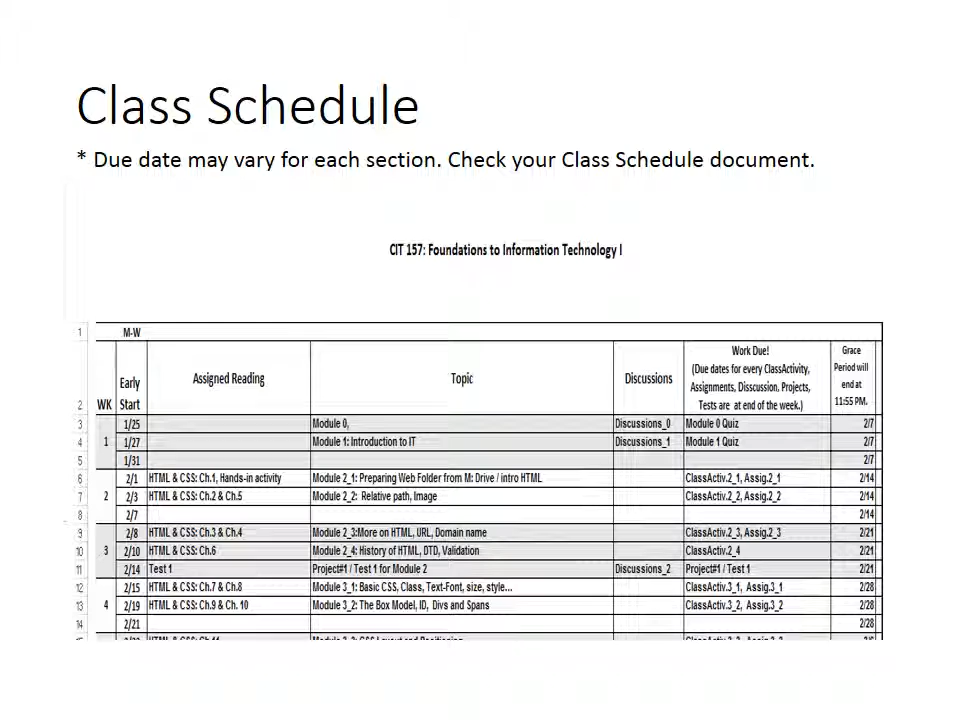 Class Schedule
* Due date may vary for each section. Check your Class Schedule document.
CIT 157: Foundations to Information Technology I
1 M-W
2 WK Early Start Assigned Reading Topic Discussions Work Due! (Due dates for every ClassActivity, Assignments, Disscussion, Projects, Tests are at end of the week.) Grace Period will end at 11:55 PM.
3 1/25 Module 0, Discussions_0 Module 0 Quiz 2/7
4 1 1/27 Module 1: Introduction to IT Discussions_1 Module 1 Quiz 2/7
5 1/31 2/7
6 2/1 HTML & CSS: Ch.1, Hands-in activity Module 2_1: Preparing Web Folder from M: Drive / intro HTML ClassActiv.2_1, Assig.2_1 2/14
7 2 2/3 HTML & CSS: Ch.2 & Ch.5 Module 2_2: Relative path, Image ClassActiv.2_2, Assig.2_2 2/14
8 2/7 2/14
9 2/8 HTML & CSS: Ch.3 & Ch.4 Module 2_3:More on HTML, URL, Domain name ClassActiv.2_3, Assig.2_3 2/21
10 3 2/10 HTML & CSS: Ch.6 Module 2_4: History of HTML, DTD, Validation ClassActiv.2_4 2/21
11 2/14 Test 1 Project#1 / Test 1 for Module 2 Discussions_2 Project#1 / Test 1 2/21
12 2/15 HTML & CSS: Ch.7 & Ch.8 Module 3_1: Basic CSS, Class, Text-Font, size, style... ClassActiv.3_1, Assig.3_1 2/28
13 4 2/19 HTML & CSS: Ch.9 & Ch. 10 Module 3_2: The Box Model, ID, Divs and Spans ClassActiv.3_2, Assig.3_2 2/28
14 2/21 2/28